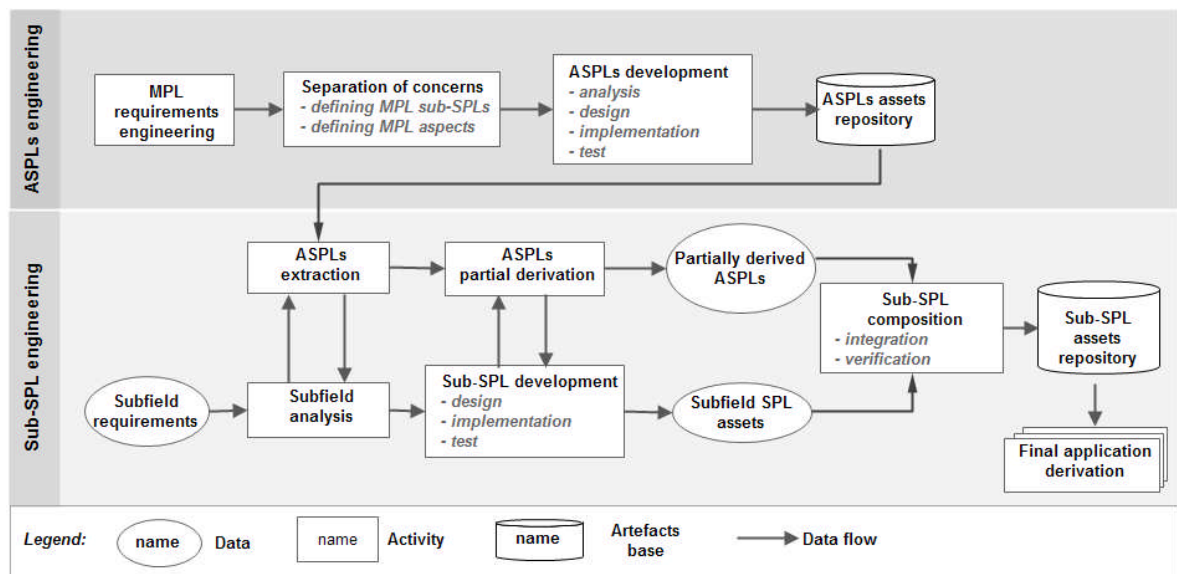 ASPLs engineering
MPL
requirements
engineering
Separation of concerns
- defining MPL sub-SPLs
- defining MPL aspects
ASPLs development
- analysis
- design
- implementation
- test
ASPLs assets
repository
Sub-SPL engineering
ASPLs
extraction
ASPLs
partial derivation
Partially derived
ASPLs
Sub-SPL
composition
- integration
- verification
Sub-SPL
assets
repository
Subfield
requirements
Subfield
analysis
Sub-SPL development
- design
- implementation
- test
Subfield SPL
assets
Final application
derivation
Legend:
name
Data
name
Activity
name
Artefacts
base
Data flow